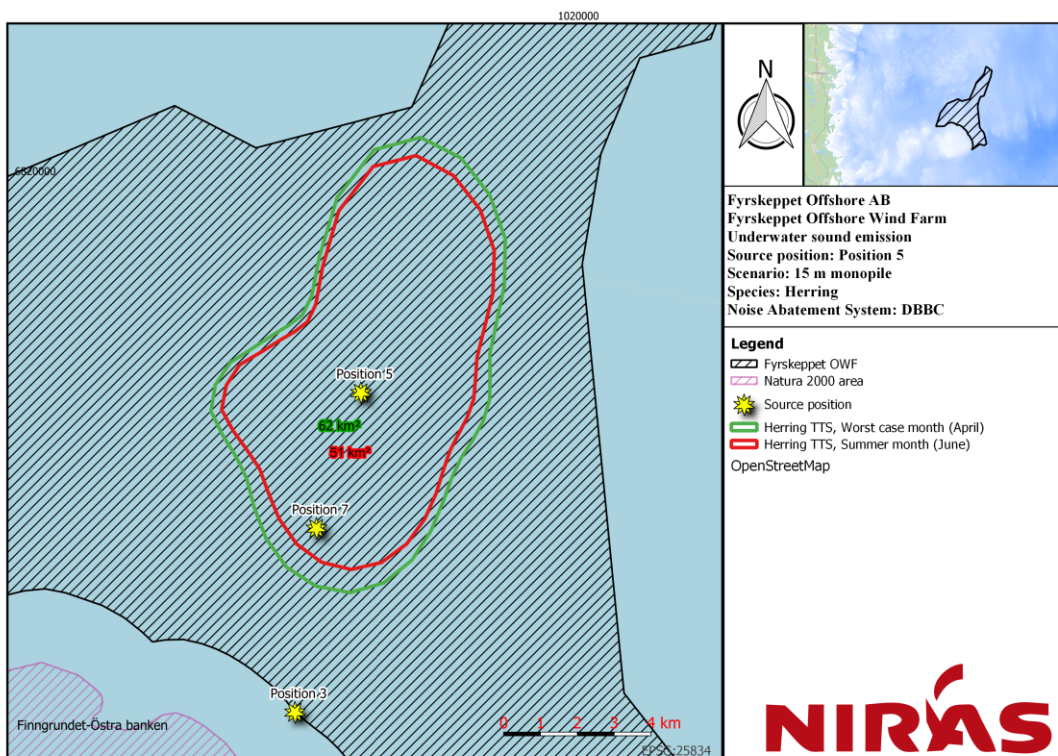 1020000
6820000
Position 5
62 km²
51 km²
Position 7
Position 3
Finngrundet-Östra banken
0 1 2 3 4 km
EPSG:25834
N
Fyrskeppet Offshore AB
Fyrskeppet Offshore Wind Farm
Underwater sound emission
Source position: Position 5
Scenario: 15 m monopile
Species: Herring
Noise Abatement System: DBBC
Legend
Fyrskeppet OWF
Natura 2000 area
Source position
Herring TTS, Worst case month (April)
Herring TTS, Summer month (June)
OpenStreetMap
NIRAS